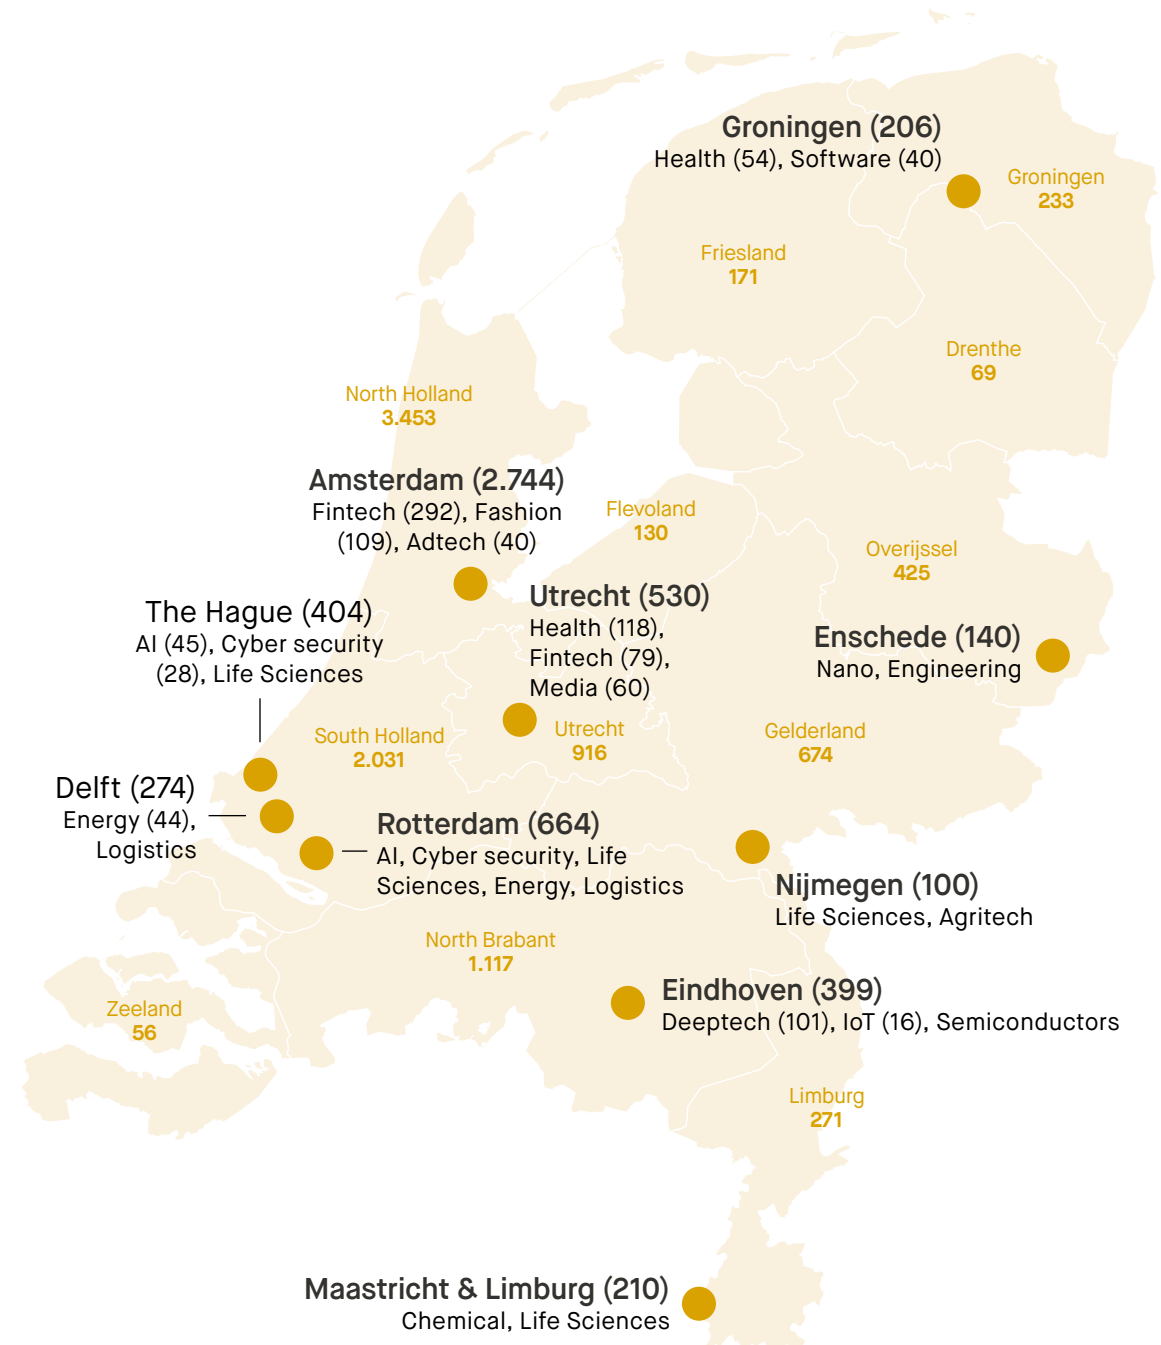 Groningen (206)
Health (54), Software (40)
Groningen
233
Friesland
171
Drenthe
69
North Holland
3.453
Amsterdam (2.744)
Fintech (292), Fashion
(109), Adtech (40)
Flevoland
130
Overijssel
425
Utrecht (530)
Health (118),
Fintech (79),
Media (60)
The Hague (404)
AI (45), Cyber security
(28), Life Sciences
Enschede (140)
Nano, Engineering
South Holland
2.031
Utrecht
916
Gelderland
674
Delft (274)
Energy (44),
Logistics
Rotterdam (664)
AI, Cyber security, Life
Sciences, Energy, Logistics
Nijmegen (100)
Life Sciences, Agritech
North Brabant
1.117
Eindhoven (399)
Deeptech (101), IoT (16), Semiconductors
Zeeland
56
Limburg
271
Maastricht & Limburg (210)
Chemical, Life Sciences